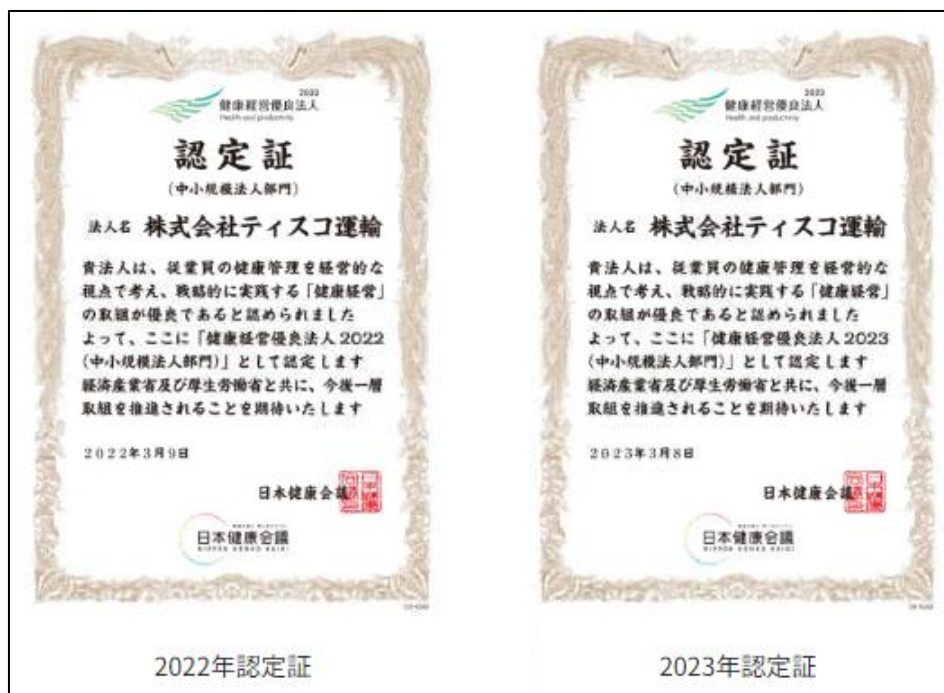 2022
健康経営優良法人
Health and productivity
認定証
(中小規模法人部門)
法人名 株式会社ティスコ運輸
貴法人は、従業員の健康管理を経営的な
視点で考え、戦略的に実践する「健康経営」
の取組が優良であると認められました
よって、ここに「健康経営優良法人2022
(中小規模法人部門)」として認定します
経済産業省及び厚生労働省と共に、今後一層
取組を推進されることを期待いたします
2022年3月9日
日本健康会議
日本健康会議
NIPPON KENKO KAIGI
2022年認定証
2023
健康経営優良法人
Health and productivity
認定証
(中小規模法人部門)
法人名 株式会社ティスコ運輸
貴法人は、従業員の健康管理を経営的な
視点で考え、戦略的に実践する「健康経営」
の取組が優良であると認められました
よって、ここに「健康経営優良法人2023
(中小規模法人部門)」として認定します
経済産業省及び厚生労働省と共に、今後一層
取組を推進されることを期待いたします
2023年3月8日
日本健康会議
日本健康会議
NIPPON KENKO KAIGI
2023年認定証